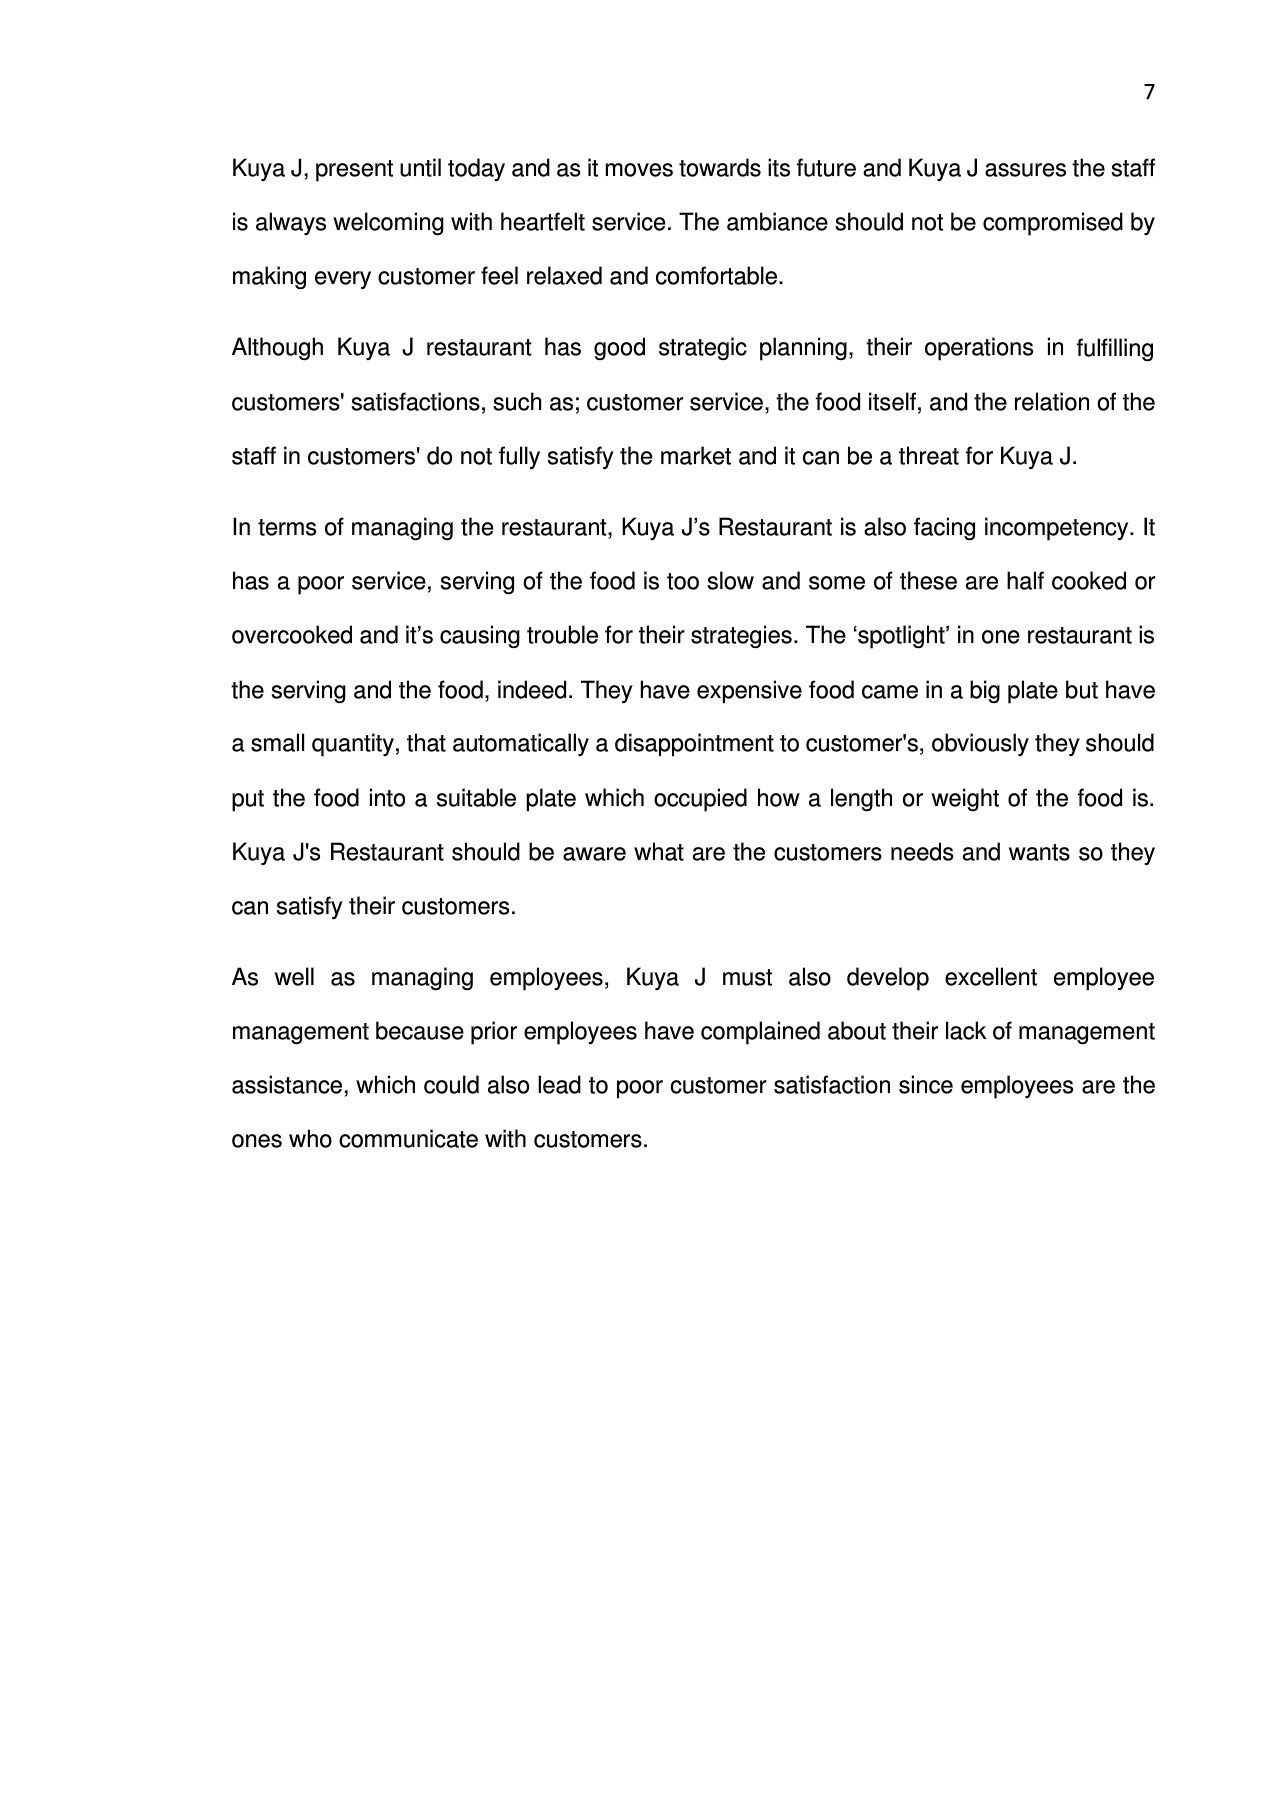 7
Kuya J, present until today and as it moves towards its future and Kuya J assures the staff
is always welcoming with heartfelt service. The ambiance should not be compromised by
making every customer feel relaxed and comfortable.
Although Kuya J restaurant has good strategic planning, their operations in fulfilling
customers' satisfactions, such as; customer service, the food itself, and the relation of the
staff in customers' do not fully satisfy the market and it can be a threat for Kuya J.
In terms of managing the restaurant, Kuya J’s Restaurant is also facing incompetency. It
has a poor service, serving of the food is too slow and some of these are half cooked or
overcooked and it’s causing trouble for their strategies. The ‘spotlight’ in one restaurant is
the serving and the food, indeed. They have expensive food came in a big plate but have
a small quantity, that automatically a disappointment to customer's, obviously they should
put the food into a suitable plate which occupied how a length or weight of the food is.
Kuya J's Restaurant should be aware what are the customers needs and wants so they
can satisfy their customers.
As well as managing employees, Kuya J must also develop excellent employee
management because prior employees have complained about their lack of management
assistance, which could also lead to poor customer satisfaction since employees are the
ones who communicate with customers.